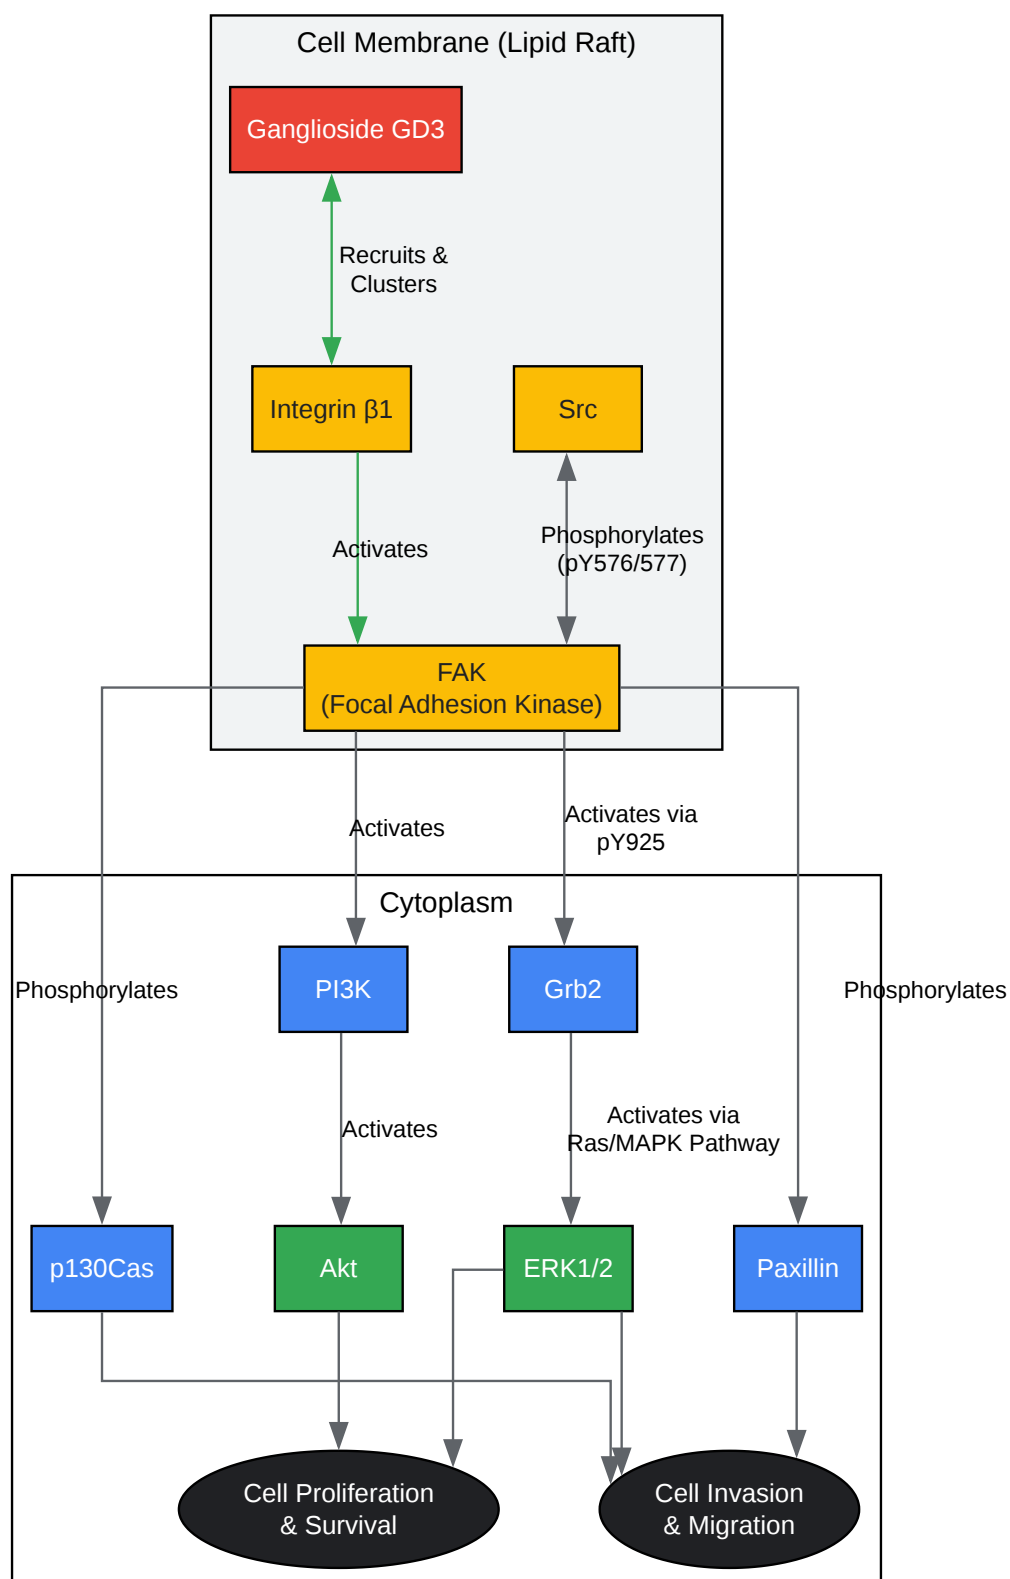 Cell Membrane (Lipid Raft)
Ganglioside GD3
Recruits &
Clusters
Integrin β1
Src
Activates
Phosphorylates
(pY576/577)
FAK
(Focal Adhesion Kinase)
Activates
Activates via
pY925
Cytoplasm
Phosphorylates
PI3K
Grb2
Phosphorylates
Activates
Activates via
Ras/MAPK Pathway
p130Cas
Akt
ERK1/2
Paxillin
Cell Proliferation
& Survival
Cell Invasion
& Migration